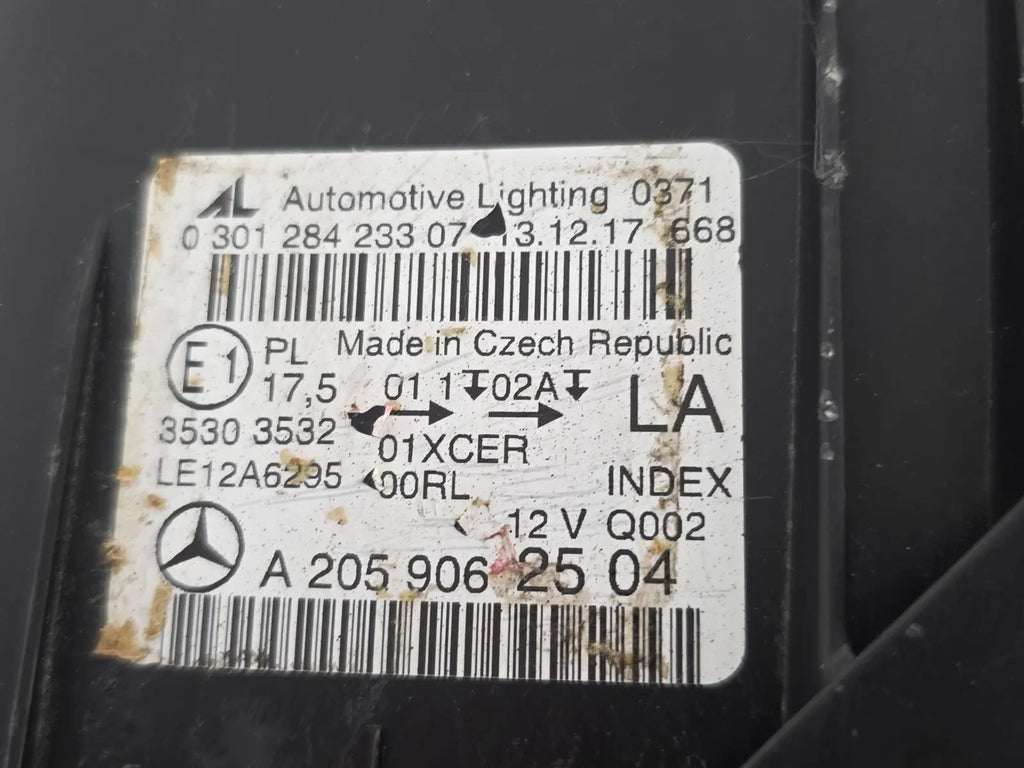 AL Automotive Lighting 0371
0 301 284 233 07 13.12.17 668
E1 PL Made in Czech Republic
17,5 01 1 02A LA
3530 3532
01XCER
LE12A6295 00RL INDEX
12 V Q002
A 205 906 25 04